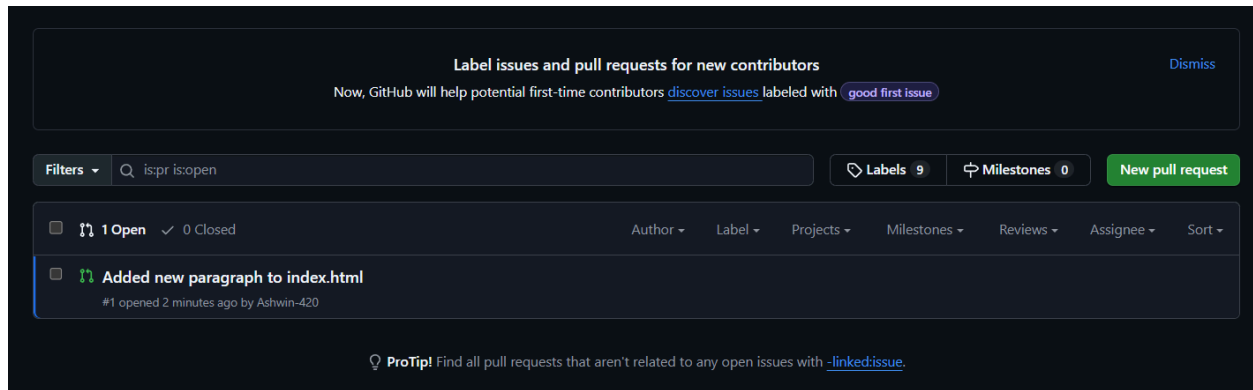 Label issues and pull requests for new contributors
Dismiss
Now, GitHub will help potential first-time contributors discover issues labeled with good first issue
Filters is:pr is:open Labels 9 Milestones 0 New pull request
1 Open 0 Closed Author Label Projects Milestones Reviews Assignee Sort
Added new paragraph to index.html
#1 opened 2 minutes ago by Ashwin-420
ProTip! Find all pull requests that aren't related to any open issues with -linked:issue.